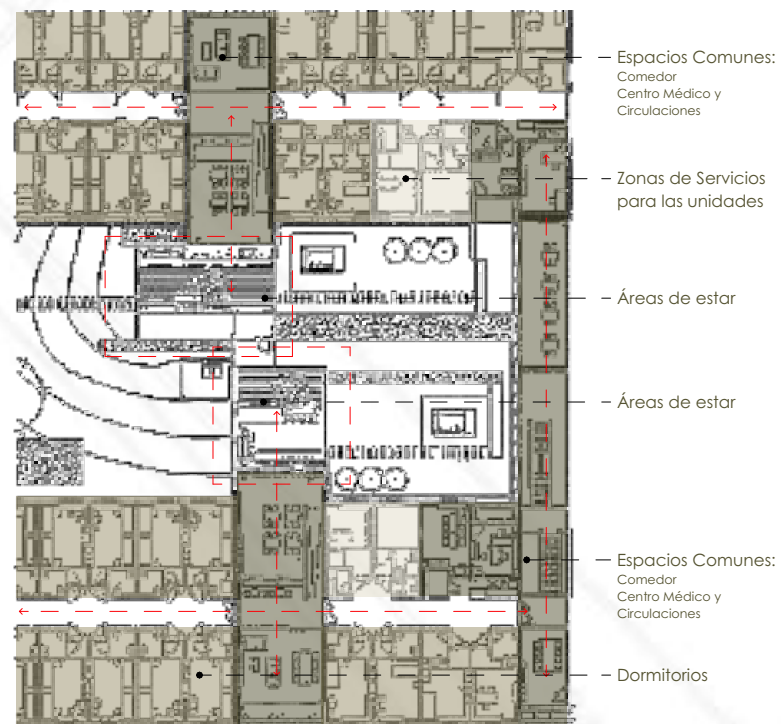 Espacios Comunes:
Comedor
Centro Médico y
Circulaciones
Zonas de Servicios
para las unidades
Áreas de estar
Áreas de estar
Espacios Comunes:
Comedor
Centro Médico y
Circulaciones
Dormitorios